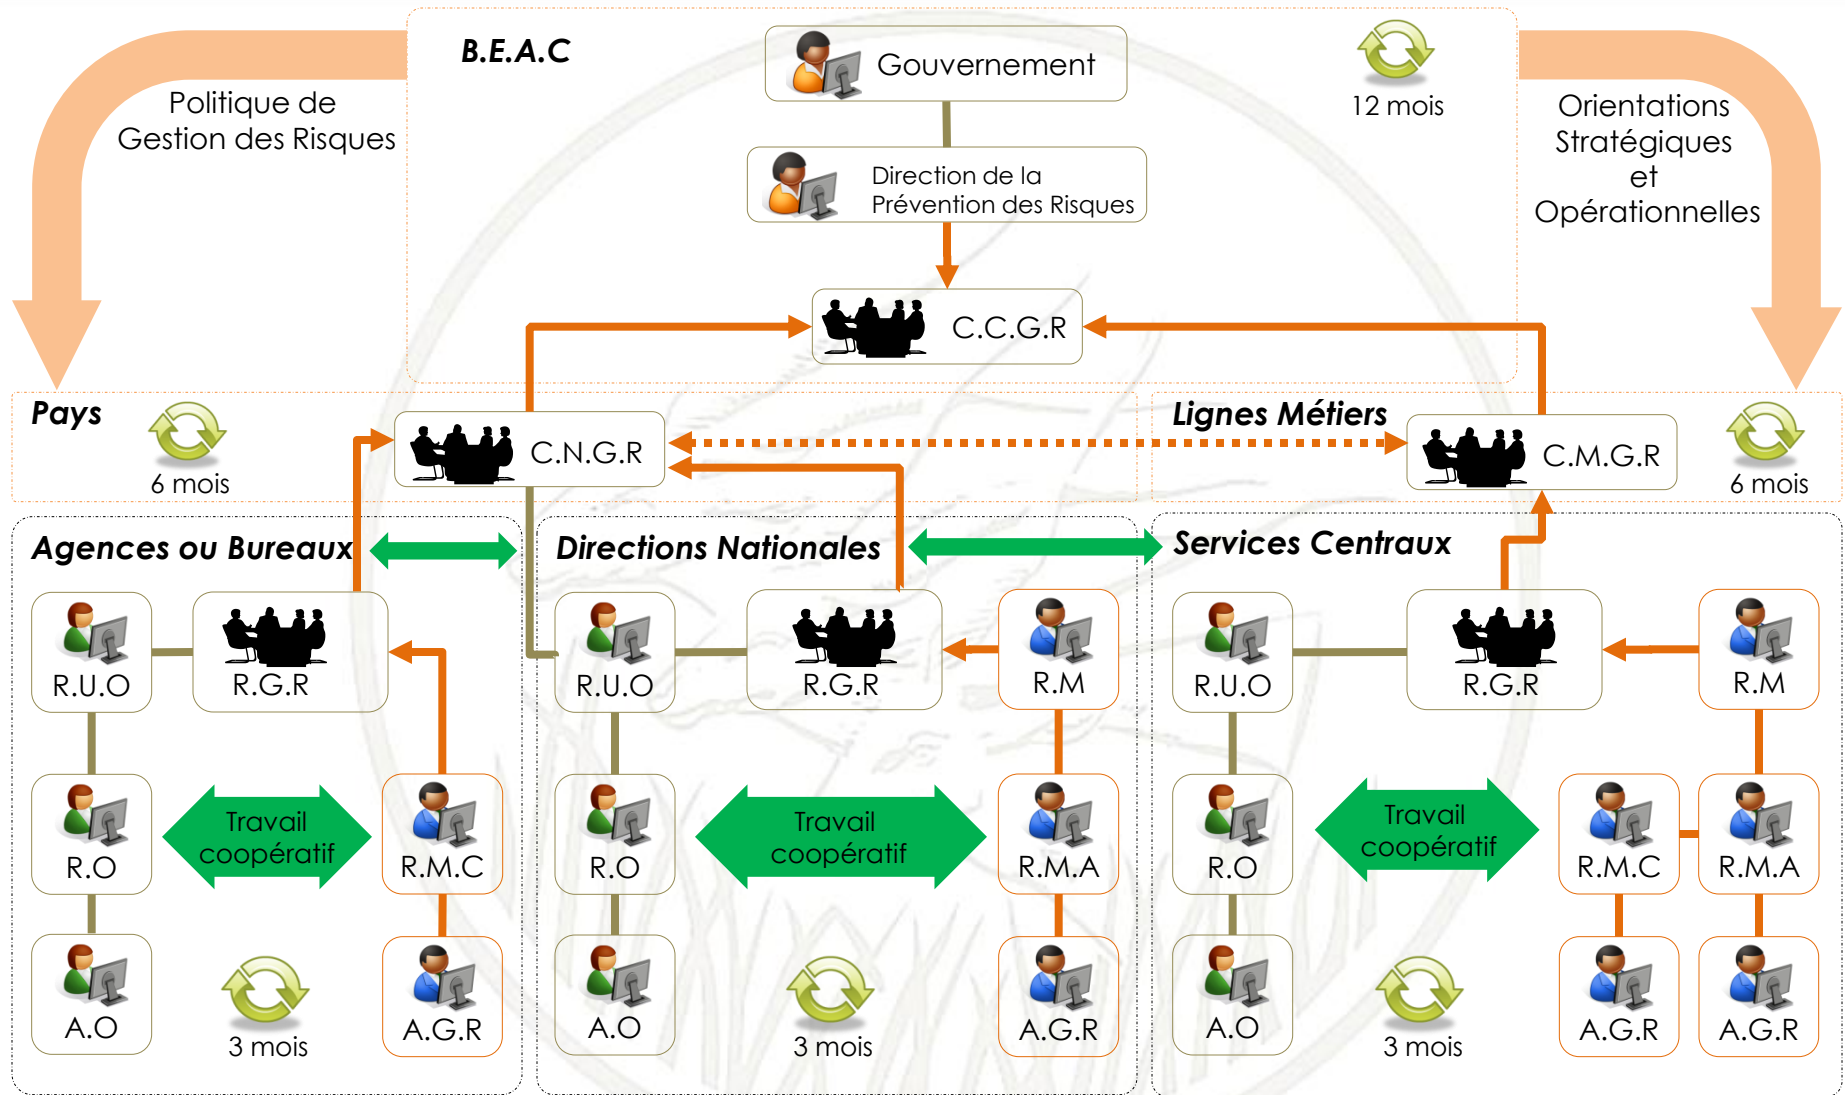 B.E.A.C
Gouvernement
12 mois
Politique de
Gestion des Risques
Orientations
Stratégiques
et
Opérationnelles
Direction de la
Prévention des Risques
C.C.G.R
Pays
6 mois
C.N.G.R
Lignes Métiers
C.M.G.R
6 mois
Agences ou Bureaux
R.U.O
R.G.R
R.O
Travail
coopératif
R.M.C
A.O
3 mois
A.G.R
Directions Nationales
R.U.O
R.G.R
R.M
R.O
Travail
coopératif
R.M.A
A.O
3 mois
A.G.R
Services Centraux
R.U.O
R.G.R
R.M
R.O
Travail
coopératif
R.M.C
R.M.A
A.O
3 mois
A.G.R
A.G.R